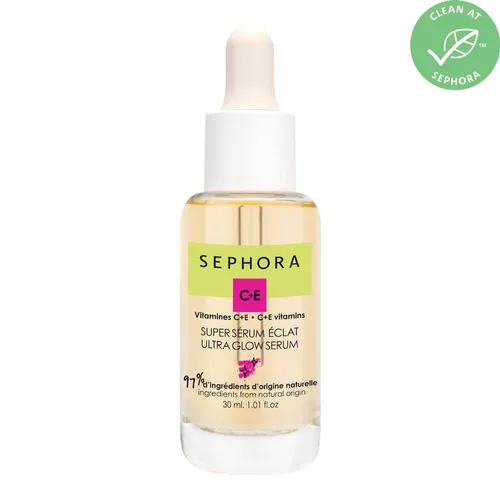 CLEAN AT
SEPHORA
TM
SEPHORA
C+E
Vitamines C+E • C+E vitamins
SUPER SÉRUM ÉCLAT
ULTRA GLOW SERUM
97% d'ingrédients d'origine naturelle
ingredients from natural origin
30 ml. 1.01 fl.oz